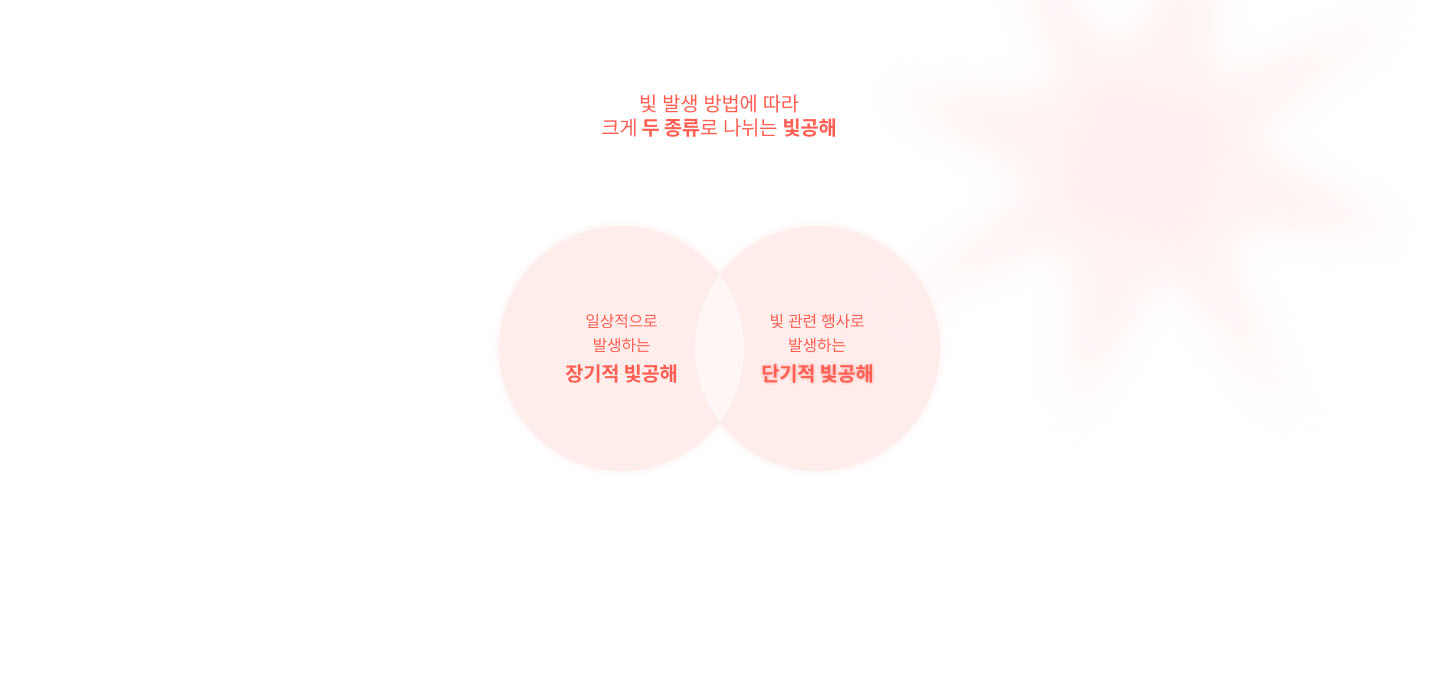 빛 발생 방법에 따라
크게 두 종류로 나뉘는 빛공해
일상적으로
발생하는
장기적 빛공해
빛 관련 행사로
발생하는
단기적 빛공해